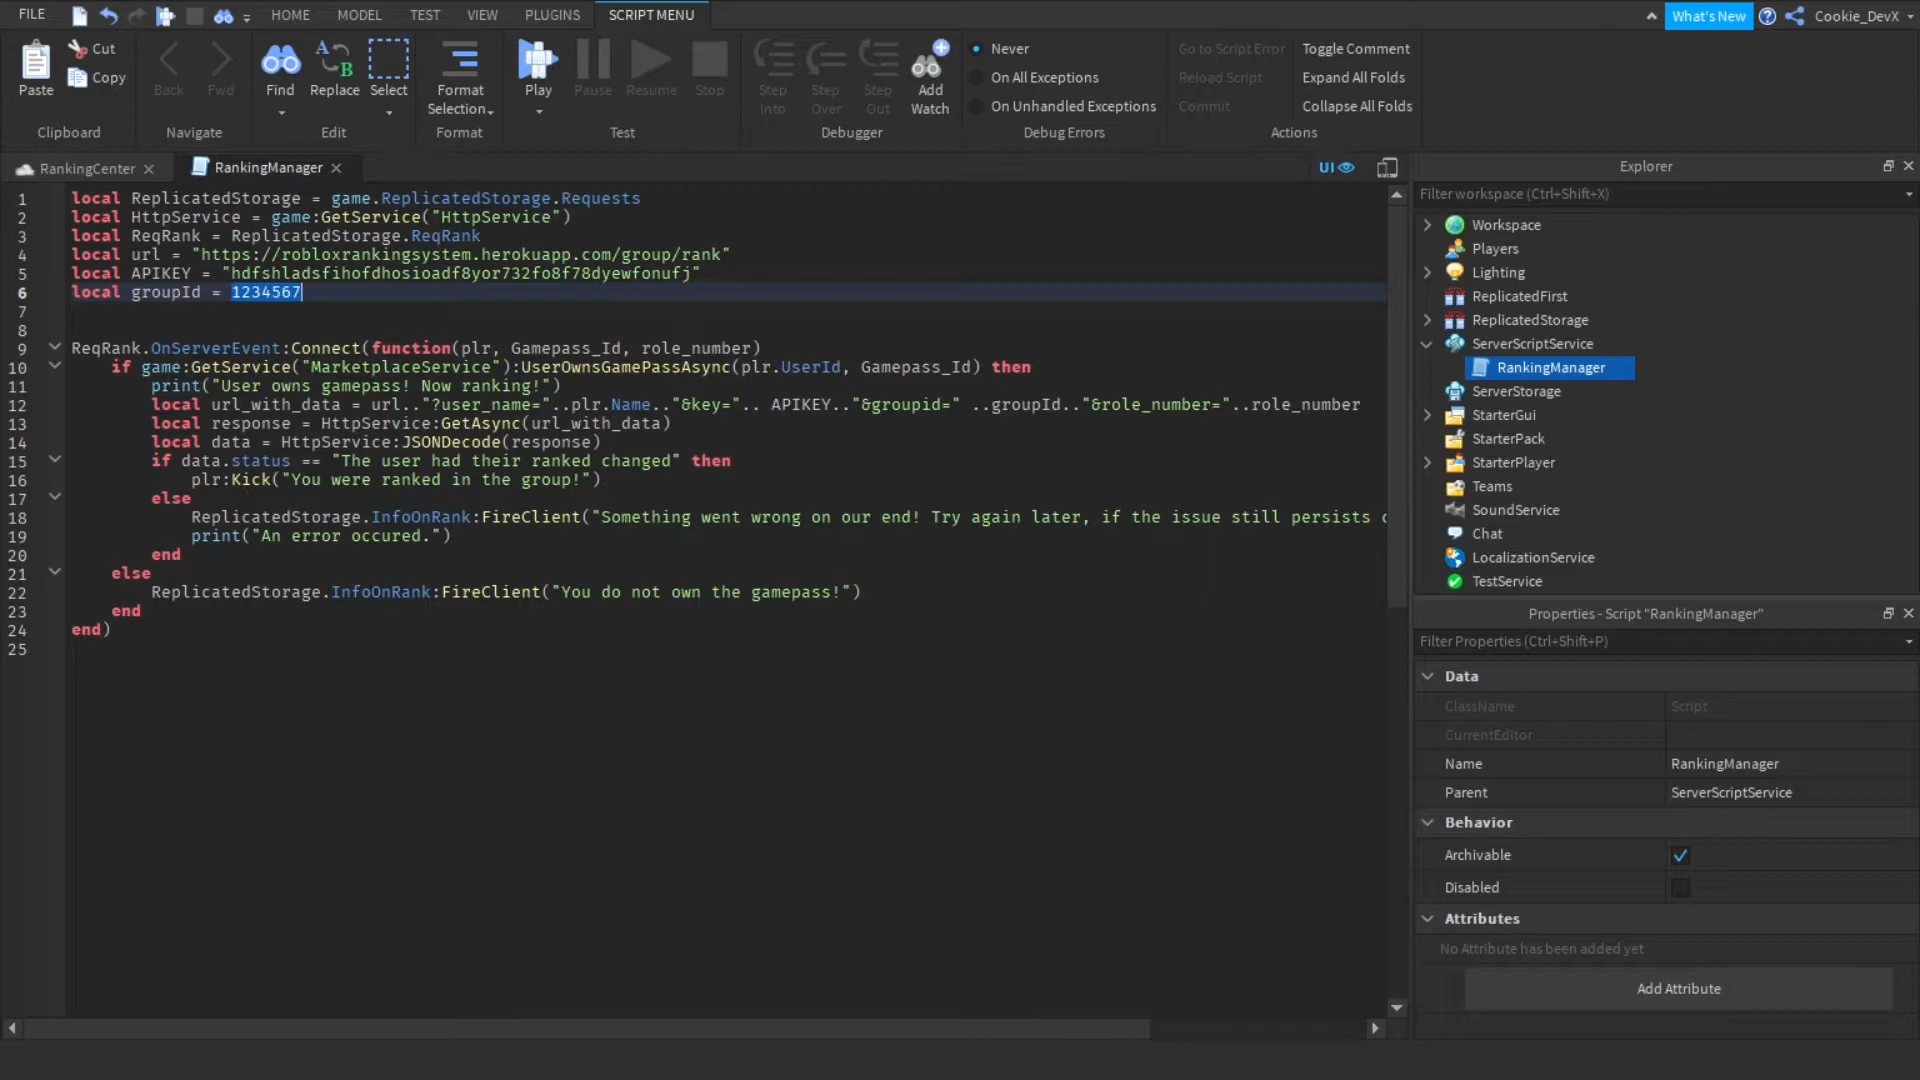 FILE HOME MODEL TEST VIEW PLUGINS SCRIPT MENU What's New Cookie_DevX
Paste Cut Copy Clipboard
Back Fwd Navigate
Find Replace Select Edit
Format Selection Format
Play Pause Resume Stop Test
Step Into Step Over Step Out Add Watch Debugger
Never
On All Exceptions
On Unhandled Exceptions
Debug Errors
Go to Script Error Toggle Comment
Reload Script Expand All Folds
Commit Collapse All Folds
Actions
RankingCenter RankingManager UI
1 local ReplicatedStorage = game.ReplicatedStorage.Requests
2 local HttpService = game:GetService("HttpService")
3 local ReqRank = ReplicatedStorage.ReqRank
4 local url = "https://robloxrankingsystem.herokuapp.com/group/rank"
5 local APIKEY = "hdfshladsfihofdhosioadf8yor732fo8f78dyewfonufj"
6 local groupId = 1234567
7
8
9 ReqRank.OnServerEvent:Connect(function(plr, Gamepass_Id, role_number)
10 if game:GetService("MarketplaceService"):UserOwnsGamePassAsync(plr.UserId, Gamepass_Id) then
11 print("User owns gamepass! Now ranking!")
12 local url_with_data = url.."?user_name="..plr.Name.."&key=".. APIKEY.."&groupid=" ..groupId.."&role_number="..role_number
13 local response = HttpService:GetAsync(url_with_data)
14 local data = HttpService:JSONDecode(response)
15 if data.status == "The user had their ranked changed" then
16 plr:Kick("You were ranked in the group!")
17 else
18 ReplicatedStorage.InfoOnRank:FireClient("Something went wrong on our end! Try again later, if the issue still persists
19 print("An error occured.")
20 end
21 else
22 ReplicatedStorage.InfoOnRank:FireClient("You do not own the gamepass!")
23 end
24 end)
25
Explorer
Filter workspace (Ctrl+Shift+X)
Workspace
Players
Lighting
ReplicatedFirst
ReplicatedStorage
ServerScriptService
RankingManager
ServerStorage
StarterGui
StarterPack
StarterPlayer
Teams
SoundService
Chat
LocalizationService
TestService
Properties - Script "RankingManager"
Filter Properties (Ctrl+Shift+P)
Data
ClassName Script
CurrentEditor
Name RankingManager
Parent ServerScriptService
Behavior
Archivable
Disabled
Attributes
No Attribute has been added yet
Add Attribute